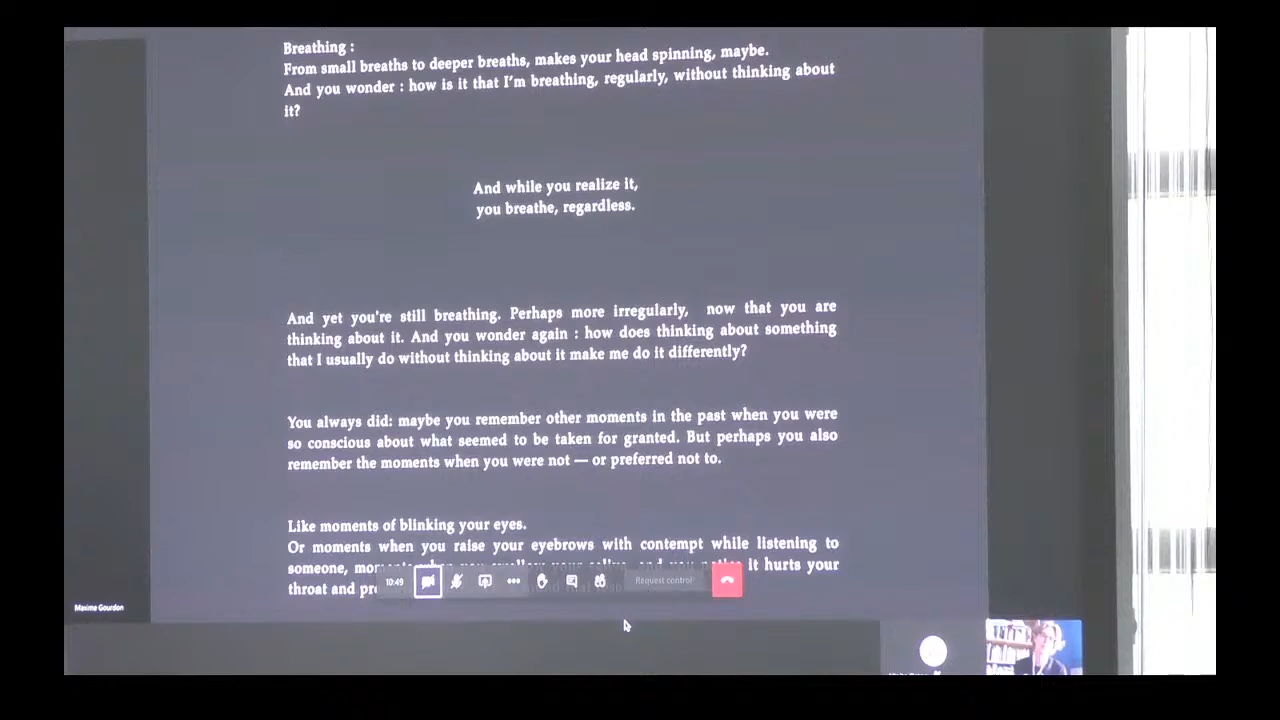 Breathing :
From small breaths to deeper breaths, makes your head spinning, maybe.
And you wonder : how is it that I'm breathing, regularly, without thinking about
it?
And while you realize it,
you breathe, regardless.
And yet you're still breathing. Perhaps more irregularly, now that you are
thinking about it. And you wonder again : how does thinking about something
that I usually do without thinking about it make me do it differently?
You always did: maybe you remember other moments in the past when you were
so conscious about what seemed to be taken for granted. But perhaps you also
remember the moments when you were not — or preferred not to.
Like moments of blinking your eyes.
Or moments when you raise your eyebrows with contempt while listening to
someone, it hurts your
throat and
10:49
Request control
Maxime Gourdon